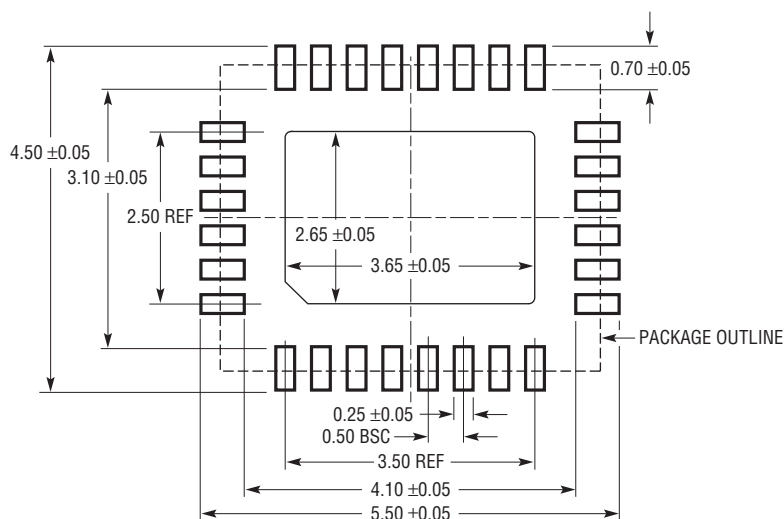 0.70 ±0.05
4.50 ±0.05
3.10 ±0.05
2.50 REF
2.65 ±0.05
3.65 ±0.05
PACKAGE OUTLINE
0.25 ±0.05
0.50 BSC
3.50 REF
4.10 ±0.05
5.50 ±0.05